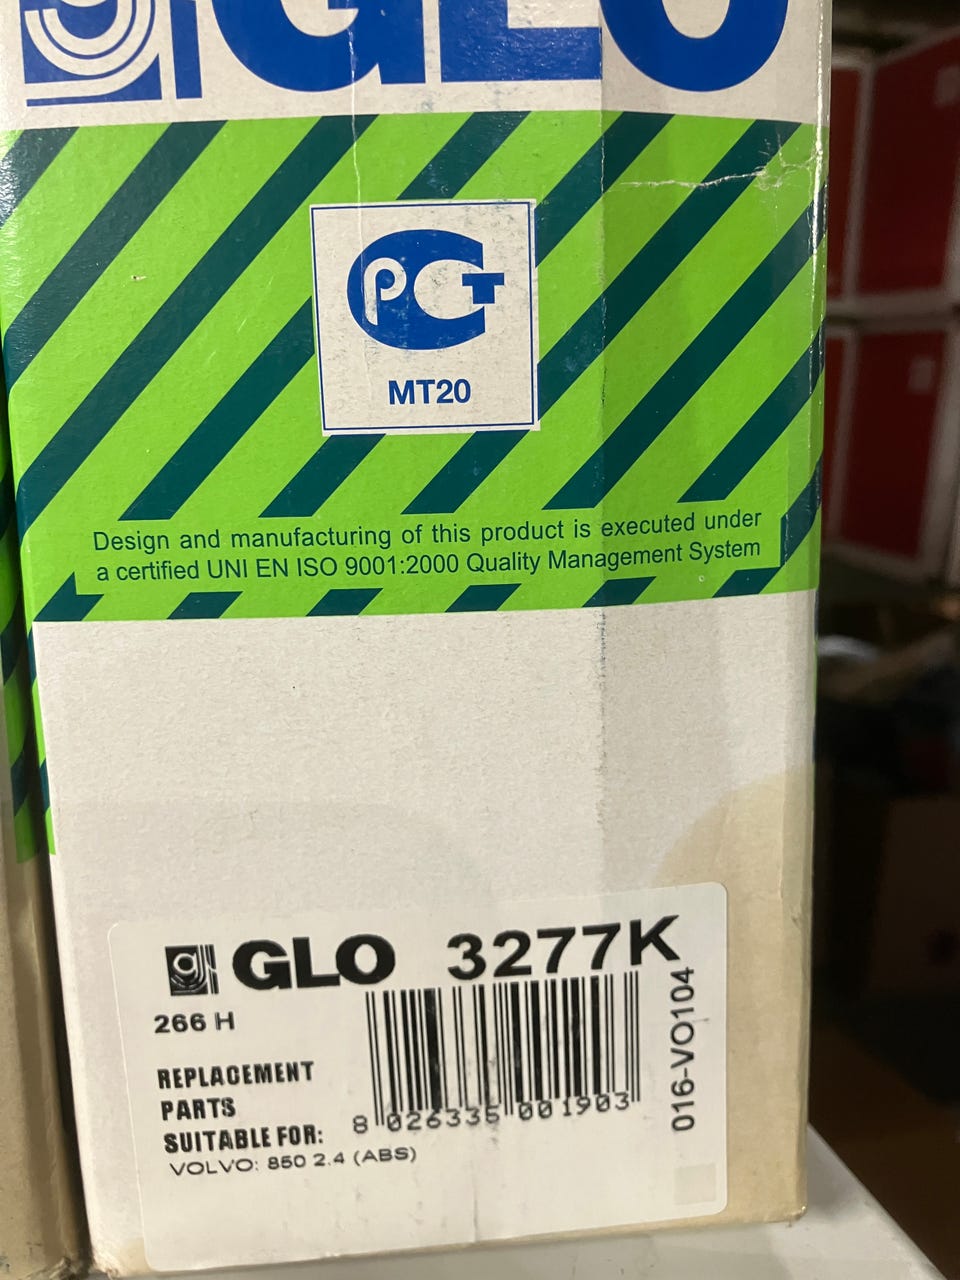 GLO
PCT
MT20
Design and manufacturing of this product is executed under
a certified UNI EN ISO 9001:2000 Quality Management System
GLO 3277K
266 H
REPLACEMENT
PARTS
SUITABLE FOR:
VOLVO: 850 2.4 (ABS)
8 026335 001903
016-VO104